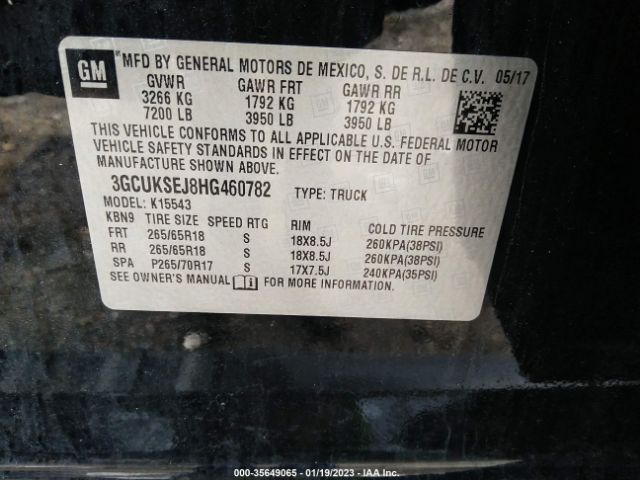 GM
MFD BY GENERAL MOTORS DE MEXICO, S. DE R.L. DE C.V. 05/17
GVWR GAWR FRT GAWR RR
3266 KG 1792 KG 1792 KG
7200 LB 3950 LB 3950 LB
THIS VEHICLE CONFORMS TO ALL APPLICABLE U.S. FEDERAL MOTOR
VEHICLE SAFETY STANDARDS IN EFFECT ON THE DATE OF
MANUFACTURE SHOWN ABOVE.
3GCUKSEJ8HG460782 TYPE: TRUCK
MODEL: K15543
KBN9 TIRE SIZE SPEED RTG RIM COLD TIRE PRESSURE
FRT 265/65R18 S 18X8.5J 260KPA(38PSI)
RR 265/65R18 S 18X8.5J 260KPA(38PSI)
SPA P265/70R17 S 17X7.5J 240KPA(35PSI)
SEE OWNER'S MANUAL FOR MORE INFORMATION.
000-35649065 - 01/19/2023 - IAA Inc.